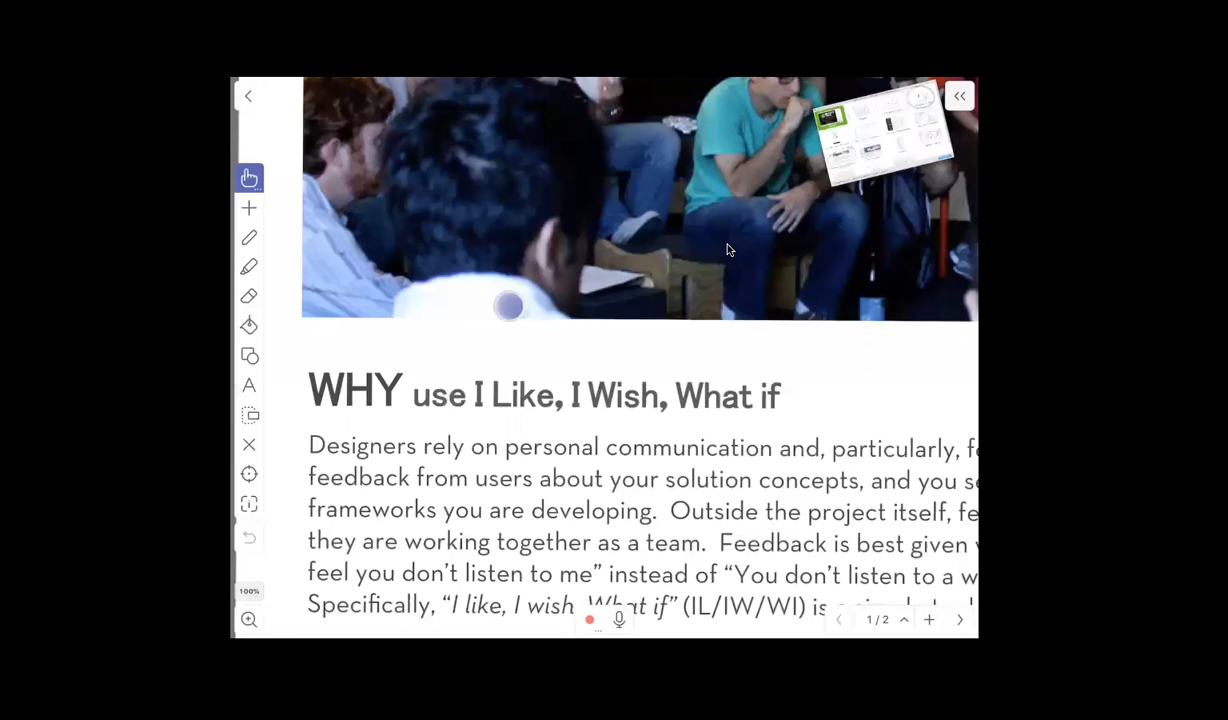 WHY use I Like, I Wish, What if
Designers rely on personal communication and, particularly,
feedback from users about your solution concepts, and you
frameworks you are developing. Outside the project itself,
they are working together as a team. Feedback is best given
feel you don't listen to me" instead of "You don't listen to a
Specifically, "I like, I wish, What if" (IL/IW/WI) is
A
100%
1/2